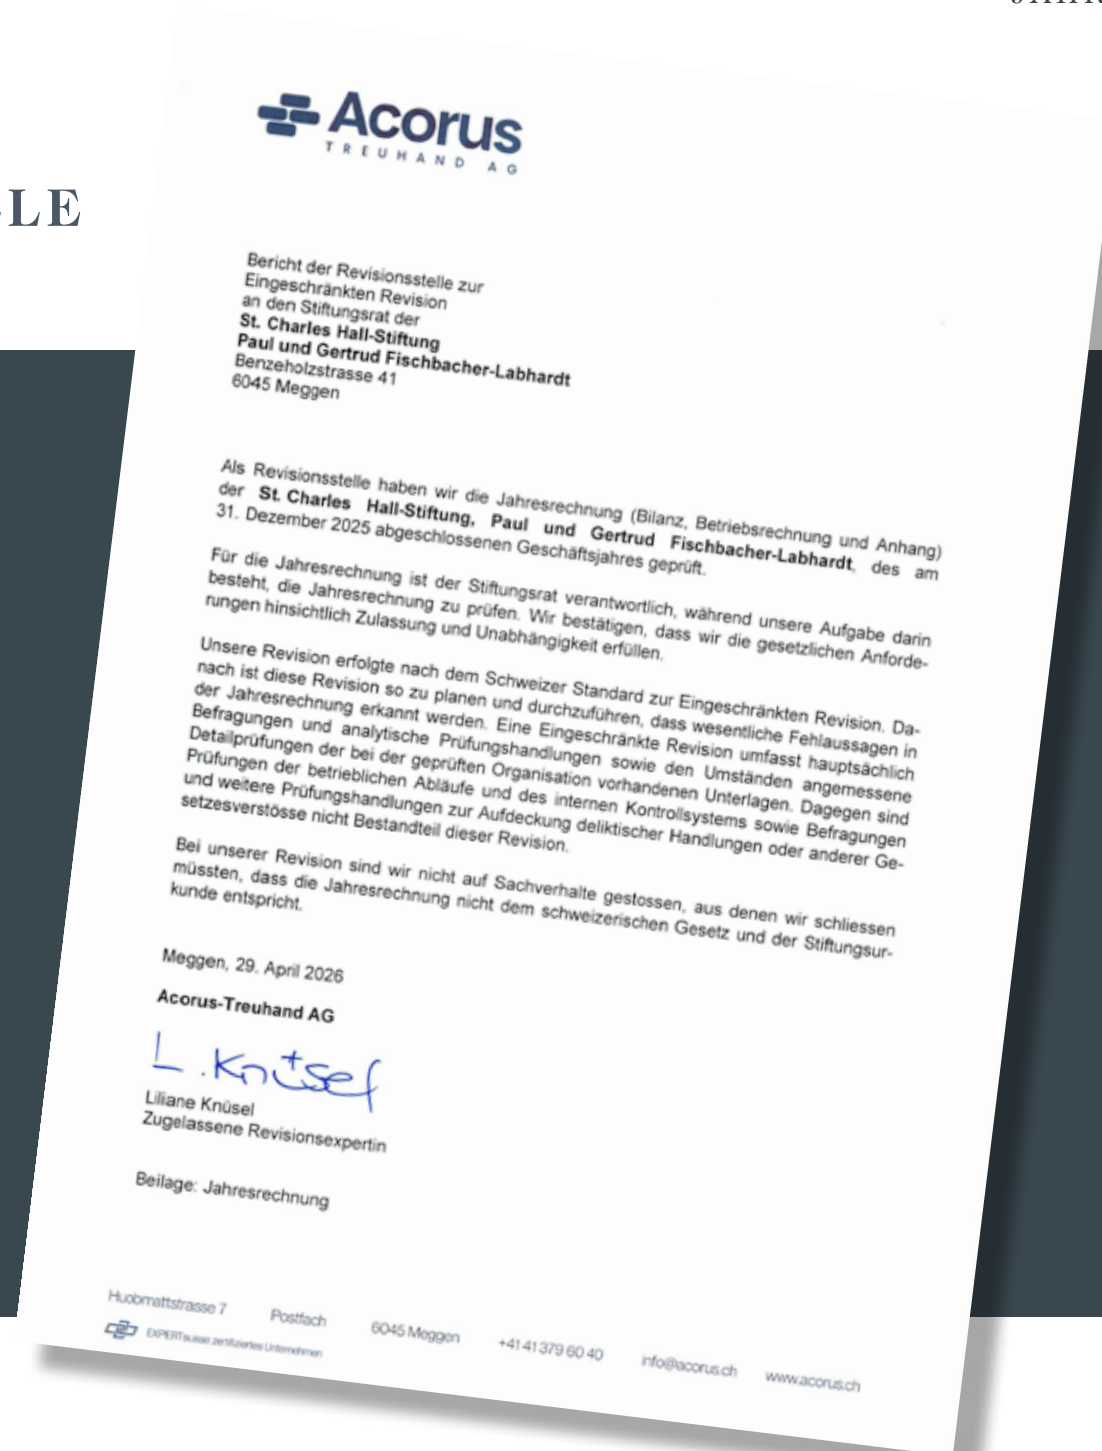 LE
Acorus
TREUHAND AG
Bericht der Revisionsstelle zur
Eingeschränkten Revision
an den Stiftungsrat der
St. Charles Hall-Stiftung
Paul und Gertrud Fischbacher-Labhardt
Benzeholzstrasse 41
6045 Meggen
Als Revisionsstelle haben wir die Jahresrechnung (Bilanz, Betriebsrechnung und Anhang)
der St. Charles Hall-Stiftung, Paul und Gertrud Fischbacher-Labhardt, des am
31. Dezember 2025 abgeschlossenen Geschäftsjahres geprüft.
Für die Jahresrechnung ist der Stiftungsrat verantwortlich, während unsere Aufgabe darin
besteht, die Jahresrechnung zu prüfen. Wir bestätigen, dass wir die gesetzlichen Anforde-
rungen hinsichtlich Zulassung und Unabhängigkeit erfüllen.
Unsere Revision erfolgte nach dem Schweizer Standard zur Eingeschränkten Revision. Da-
nach ist diese Revision so zu planen und durchzuführen, dass wesentliche Fehlaussagen in
der Jahresrechnung erkannt werden. Eine Eingeschränkte Revision umfasst hauptsächlich
Befragungen und analytische Prüfungshandlungen sowie den Umständen angemessene
Detailprüfungen der bei der geprüften Organisation vorhandenen Unterlagen. Dagegen sind
Prüfungen der betrieblichen Abläufe und des internen Kontrollsystems sowie Befragungen
und weitere Prüfungshandlungen zur Aufdeckung deliktischer Handlungen oder anderer Ge-
setzesverstösse nicht Bestandteil dieser Revision.
Bei unserer Revision sind wir nicht auf Sachverhalte gestossen, aus denen wir schliessen
müssten, dass die Jahresrechnung nicht dem schweizerischen Gesetz und der Stiftungsur-
kunde entspricht.
Meggen, 29. April 2026
Acorus-Treuhand AG
L. Knüsel
Liliane Knüsel
Zugelassene Revisionsexpertin
Beilage: Jahresrechnung
Huobmattstrasse 7 Postfach 6045 Meggen +41 41 379 60 40 info@acorus.ch www.acorus.ch
EXPERTsuisse zertifiziertes Unternehmen